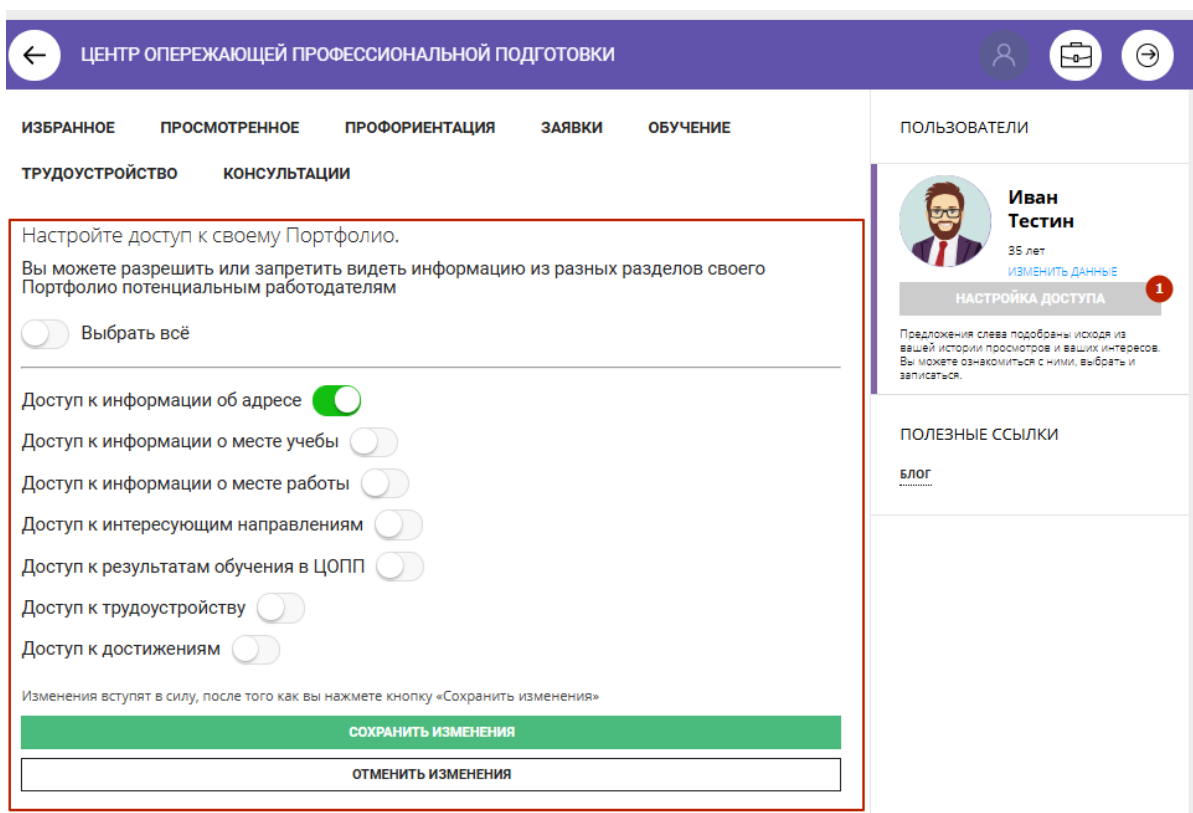 ЦЕНТР ОПЕРЕЖАЮЩЕЙ ПРОФЕССИОНАЛЬНОЙ ПОДГОТОВКИ
ИЗБРАННОЕ ПРОСМОТРЕННОЕ ПРОФОРИЕНТАЦИЯ ЗАЯВКИ ОБУЧЕНИЕ
ТРУДОУСТРОЙСТВО КОНСУЛЬТАЦИИ
Настройте доступ к своему Портфолио.
Вы можете разрешить или запретить видеть информацию из разных разделов своего
Портфолио потенциальным работодателям
Выбрать всё
Доступ к информации об адресе
Доступ к информации о месте учебы
Доступ к информации о месте работы
Доступ к интересующим направлениям
Доступ к результатам обучения в ЦОПП
Доступ к трудоустройству
Доступ к достижениям
Изменения вступят в силу, после того как вы нажмете кнопку «Сохранить изменения»
СОХРАНИТЬ ИЗМЕНЕНИЯ
ОТМЕНИТЬ ИЗМЕНЕНИЯ
ПОЛЬЗОВАТЕЛИ
Иван
Тестин
35 лет
ИЗМЕНИТЬ ДАННЫЕ
1
НАСТРОЙКА ДОСТУПА
Предложения слева подобраны исходя из
вашей истории просмотров и ваших интересов.
Вы можете ознакомиться с ними, выбрать и
записаться.
ПОЛЕЗНЫЕ ССЫЛКИ
БЛОГ